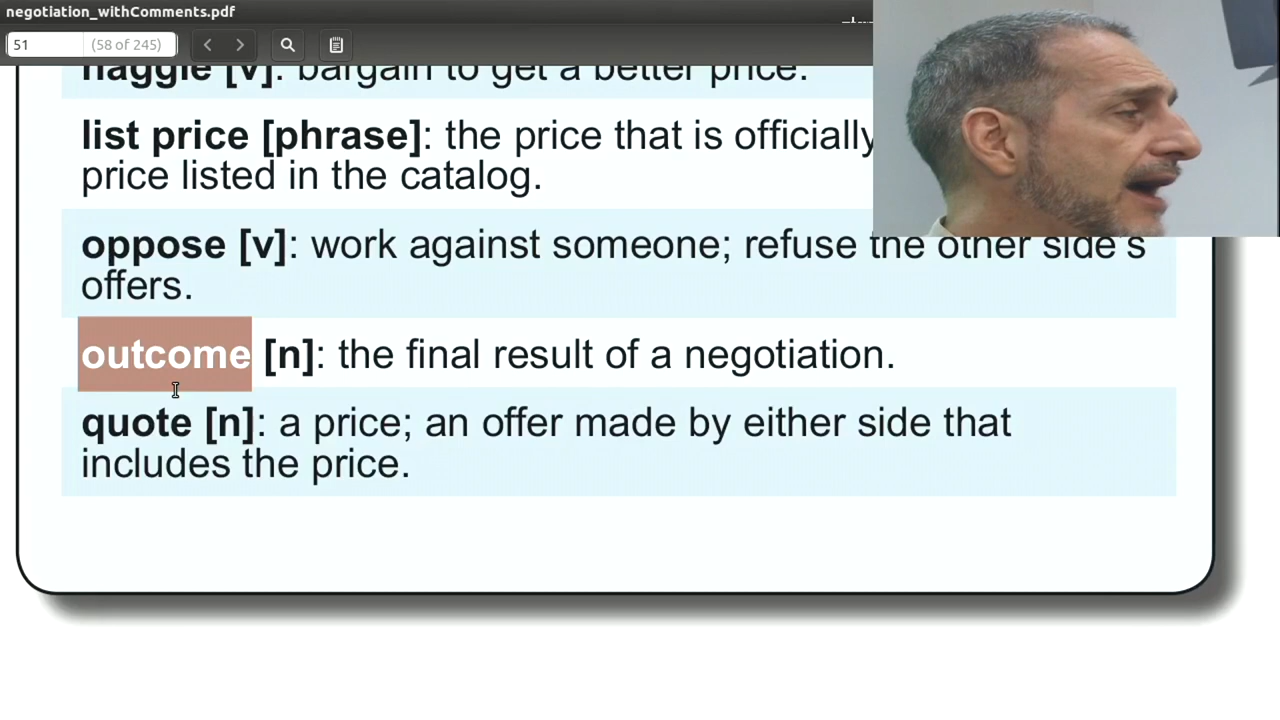 negotiation_withComments.pdf
51 (58 of 245)
haggle [v]: bargain to get a better price.
list price [phrase]: the price that is officially
price listed in the catalog.
oppose [v]: work against someone; refuse the other side's
offers.
outcome [n]: the final result of a negotiation.
quote [n]: a price; an offer made by either side that
includes the price.